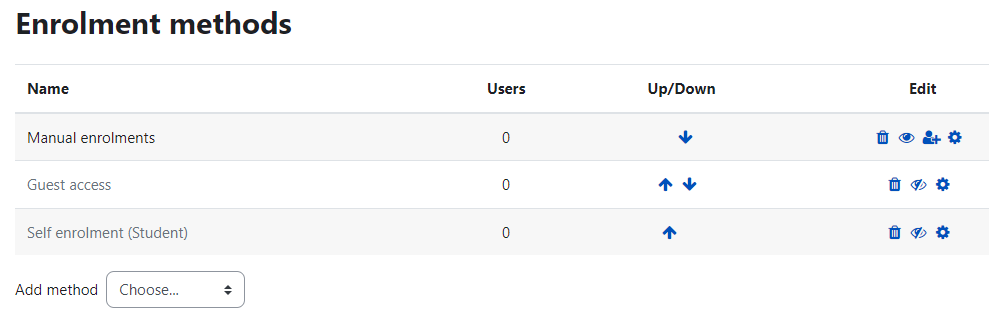 Enrolment methods
Name Users Up/Down Edit
Manual enrolments 0
Guest access 0
Self enrolment (Student) 0
Add method Choose...